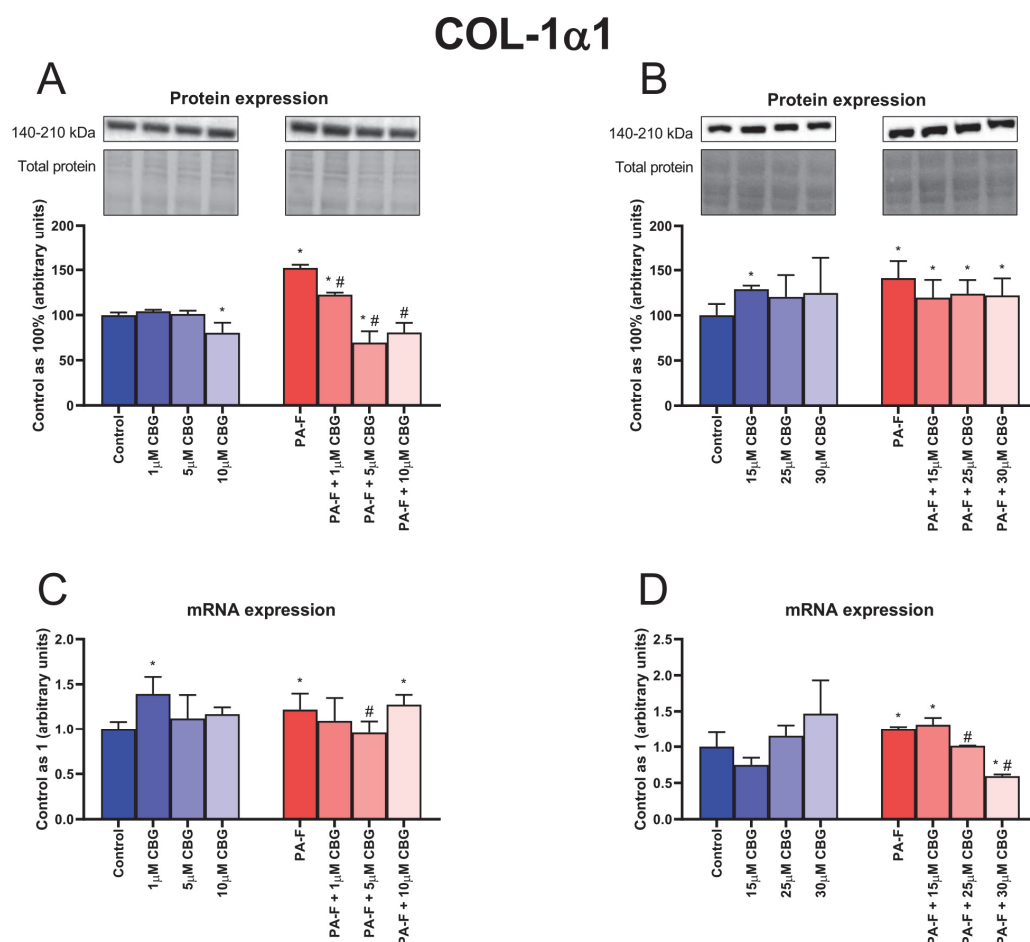 COL-1α1
A
Protein expression
140-210 kDa
Total protein
Control as 100% (arbitrary units)
200
150
100
50
0
*
*
* #
* #
#
Control
1μM CBG
5μM CBG
10μM CBG
PA-F
PA-F + 1μM CBG
PA-F + 5μM CBG
PA-F + 10μM CBG
B
Protein expression
140-210 kDa
Total protein
Control as 100% (arbitrary units)
200
150
100
50
0
*
*
*
*
*
Control
15μM CBG
25μM CBG
30μM CBG
PA-F
PA-F + 15μM CBG
PA-F + 25μM CBG
PA-F + 30μM CBG
C
mRNA expression
Control as 1 (arbitrary units)
2.0
1.5
1.0
0.5
0.0
*
*
#
*
Control
1μM CBG
5μM CBG
10μM CBG
PA-F
PA-F + 1μM CBG
PA-F + 5μM CBG
PA-F + 10μM CBG
D
mRNA expression
Control as 1 (arbitrary units)
2.5
2.0
1.5
1.0
0.5
0.0
*
*
#
* #
Control
15μM CBG
25μM CBG
30μM CBG
PA-F
PA-F + 15μM CBG
PA-F + 25μM CBG
PA-F + 30μM CBG